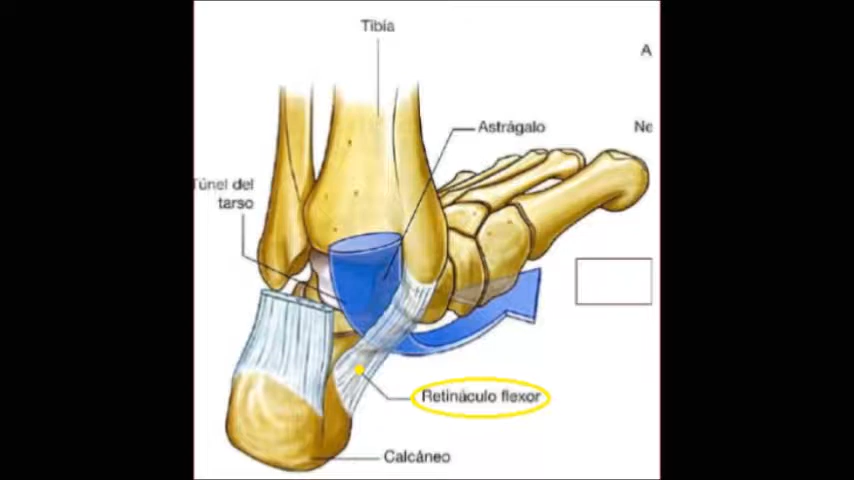 Tibia
A
Astrágalo
Ne
Túnel del
tarso
Retináculo flexor
Calcáneo